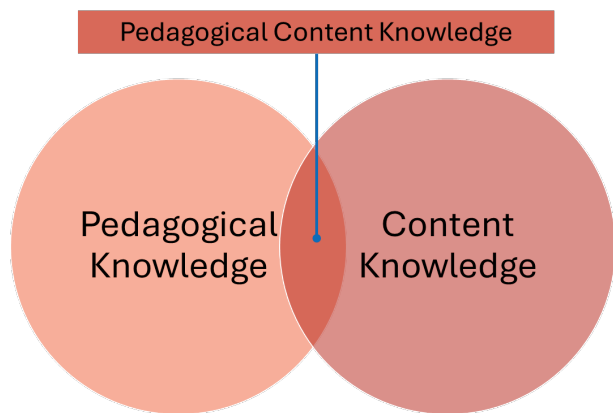 Pedagogical Content Knowledge
Pedagogical
Knowledge
Content
Knowledge